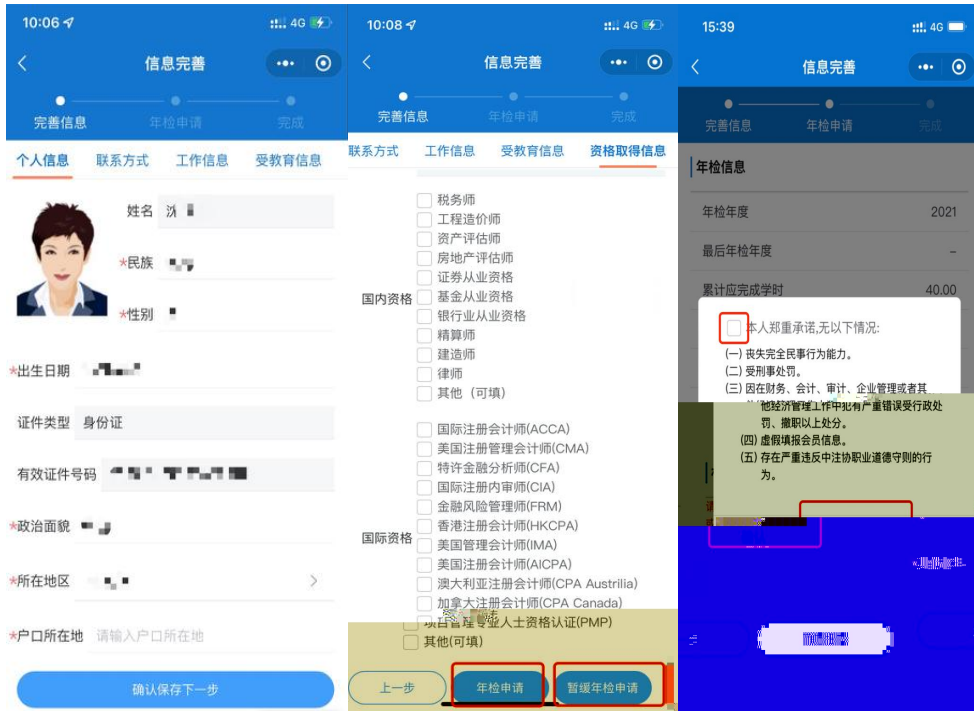 10:06
4G
信息完善
完善信息
年检申请
完成
个人信息
联系方式
工作信息
受教育信息
姓名
*民族
*性别
*出生日期
证件类型 身份证
有效证件号码
*政治面貌
*所在地区
*户口所在地 请输入户口所在地
确认保存下一步
10:08
4G
信息完善
完善信息
年检申请
完成
联系方式
工作信息
受教育信息
资格取得信息
国内资格
税务师
工程造价师
资产评估师
房地产评估师
证券从业资格
基金从业资格
银行业从业资格
精算师
建造师
律师
其他（可填）
国际资格
国际注册会计师(ACCA)
美国注册管理会计师(CMA)
特许金融分析师(CFA)
国际注册内审师(CIA)
金融风险管理师(FRM)
香港注册会计师(HKCPA)
美国管理会计师(IMA)
美国注册会计师(AICPA)
澳大利亚注册会计师(CPA Austrilia)
加拿大注册会计师(CPA Canada)
项目管理专业人士资格认证(PMP)
其他(可填)
上一步
年检申请
暂缓年检申请
15:39
4G
信息完善
完善信息
年检申请
完成
年检信息
年检年度 2021
最后年检年度 –
累计应完成学时 40.00
本人郑重承诺,无以下情况:
(一) 丧失完全民事行为能力。
(二) 受刑事处罚。
(三) 因在财务、会计、审计、企业管理或者其
他经济管理工作中犯有严重错误受行政处
罚、撤职以上处分。
(四) 虚假填报会员信息。
(五) 存在严重违反中注协职业道德守则的行
为。